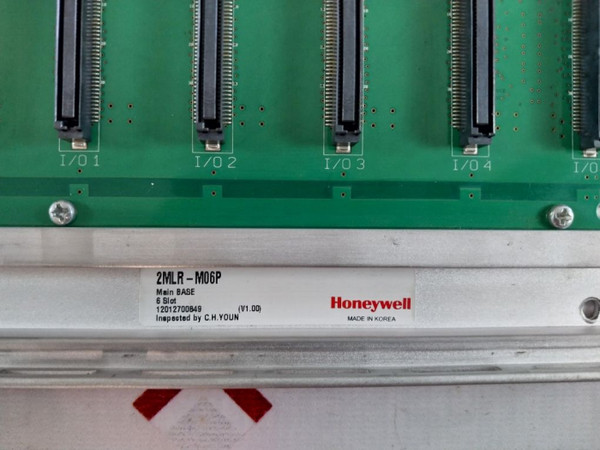 I/O 1 I/O 2 I/O 3 I/O 4 I/O
2MLR-M06P
Main BASE
6 Slot
12012700649 (V1.00)
Inspected by C.H.YOUN
Honeywell
MADE IN KOREA